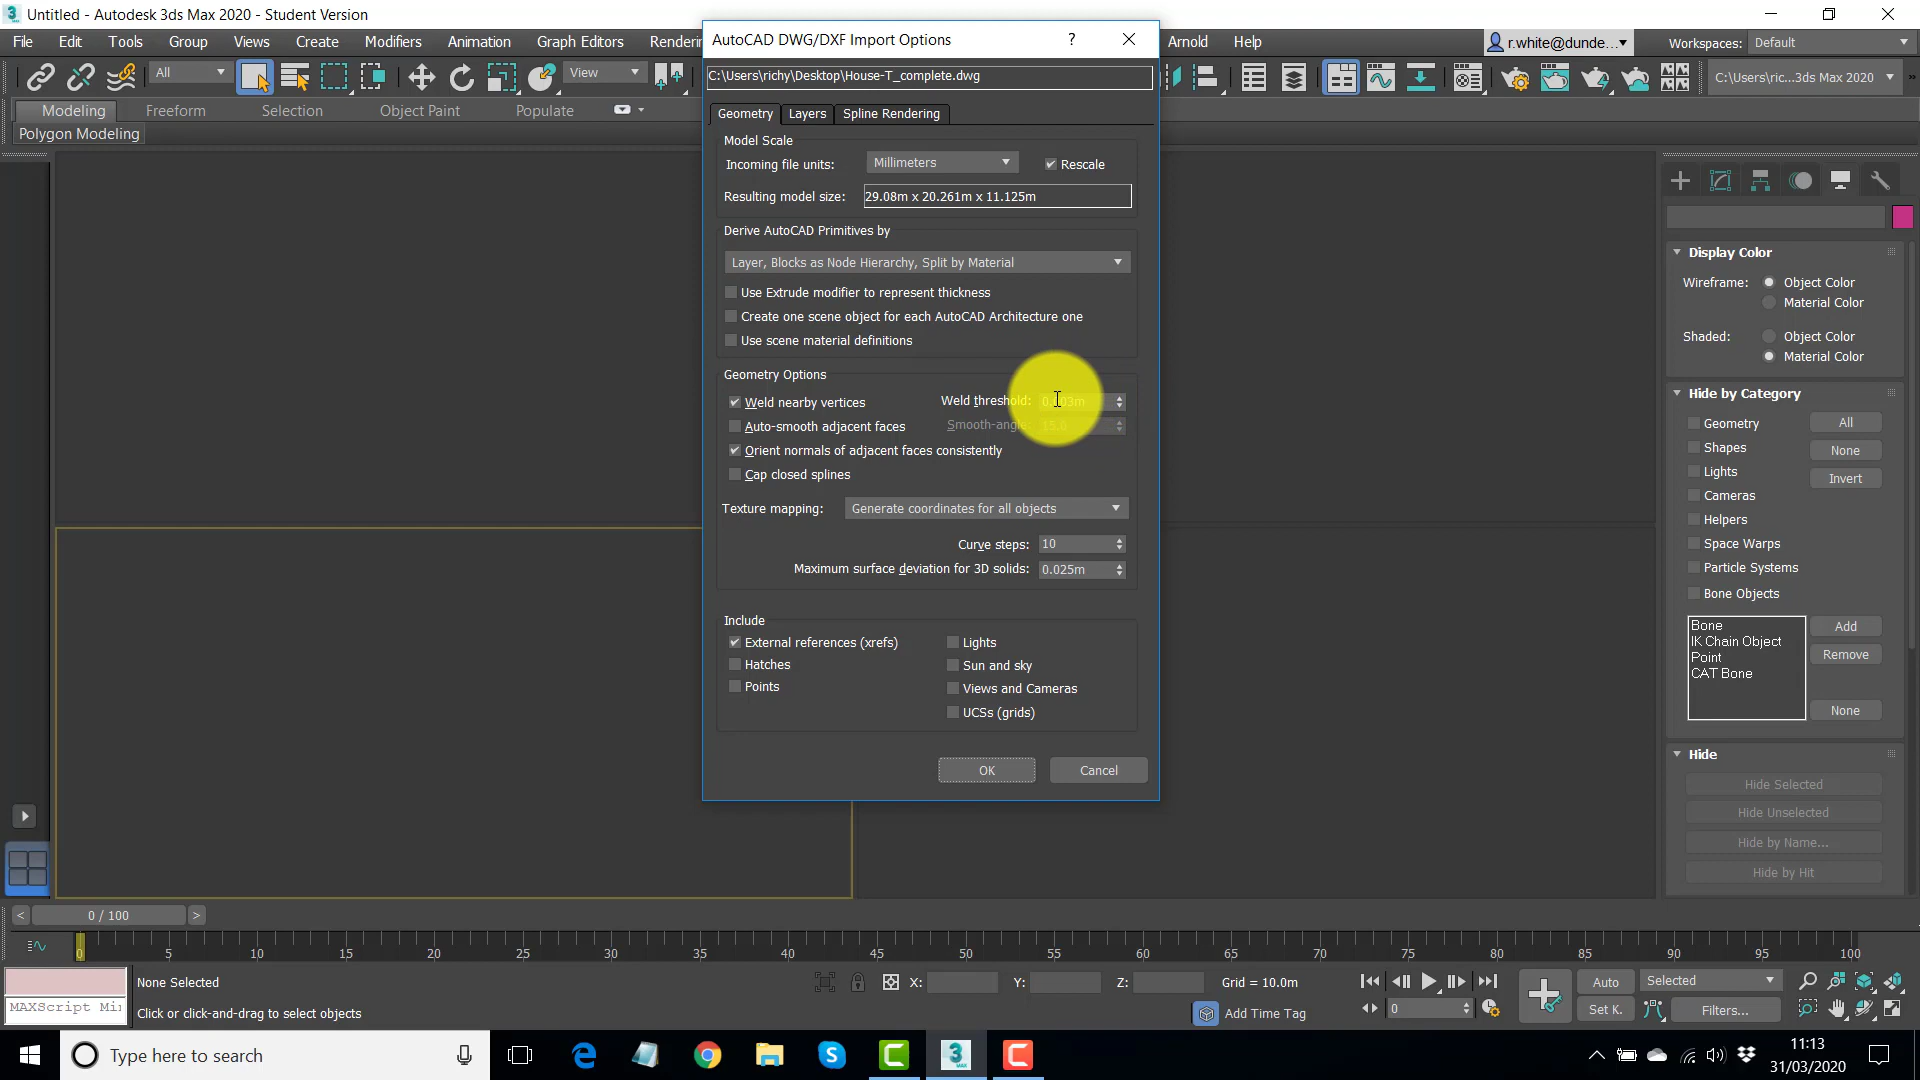 Untitled - Autodesk 3ds Max 2020 - Student Version
File Edit Tools Group Views Create Modifiers Animation Graph Editors Arnold Help
r.white@dunde...
Workspaces: Default
All
View
C:\Users\ric...3ds Max 2020
Modeling Freeform Selection Object Paint Populate
Polygon Modeling
AutoCAD DWG/DXF Import Options
?
C:\Users\richy\Desktop\House-T_complete.dwg
Geometry Layers Spline Rendering
Model Scale
Incoming file units: Millimeters Rescale
Resulting model size: 29.08m x 20.261m x 11.125m
Derive AutoCAD Primitives by
Layer, Blocks as Node Hierarchy, Split by Material
Use Extrude modifier to represent thickness
Create one scene object for each AutoCAD Architecture one
Use scene material definitions
Geometry Options
Weld nearby vertices Weld threshold:
Auto-smooth adjacent faces
Orient normals of adjacent faces consistently
Cap closed splines
Texture mapping: Generate coordinates for all objects
Curve steps: 10
Maximum surface deviation for 3D solids: 0.025m
Include
External references (xrefs) Lights
Hatches Sun and sky
Points Views and Cameras
UCSs (grids)
OK Cancel
Display Color
Wireframe: Object Color
Material Color
Shaded: Object Color
Material Color
Hide by Category
Geometry All
Shapes None
Lights Invert
Cameras
Helpers
Space Warps
Particle Systems
Bone Objects
Bone Add
IK Chain Object
Point Remove
CAT Bone
None
Hide
Hide Selected
Hide Unselected
Hide by Name...
Hide by Hit
< 0 / 100 >
0 5 10 15 20 25 30 35 40 45 50 55 60 65 70 75 80 85 90 95 100
None Selected X: Y: Z: Grid = 10.0m Auto Selected
MAXScript Mi
Click or click-and-drag to select objects Add Time Tag 0 Set K. Filters...
Type here to search
3
MAX
11:13
31/03/2020